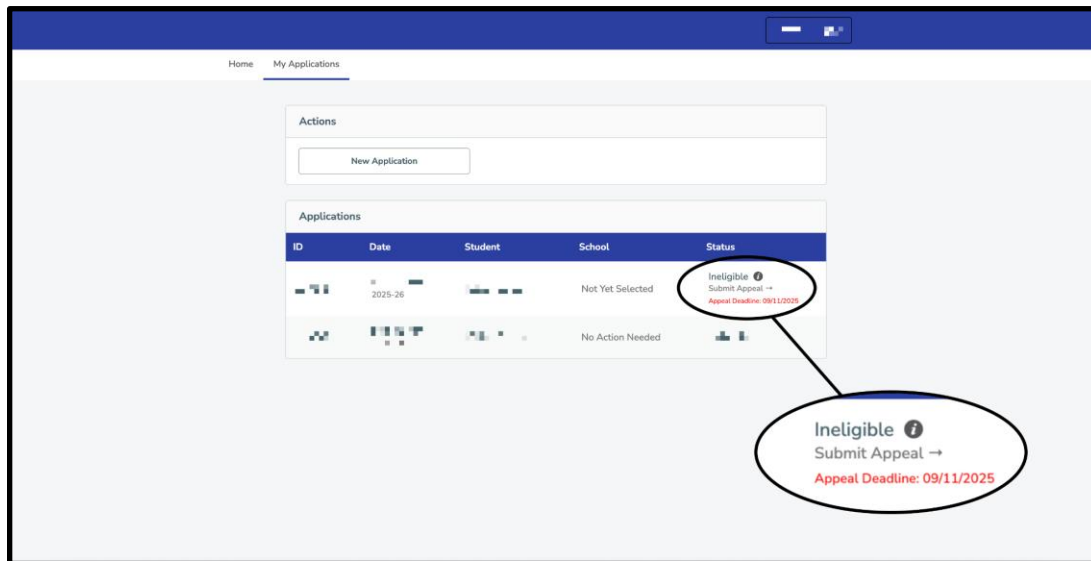 Home My Applications
Actions
New Application
Applications
ID Date Student School Status
Ineligible i
2025-26 Not Yet Selected Submit Appeal →
Appeal Deadline: 09/11/2025
No Action Needed
Ineligible i
Submit Appeal →
Appeal Deadline: 09/11/2025